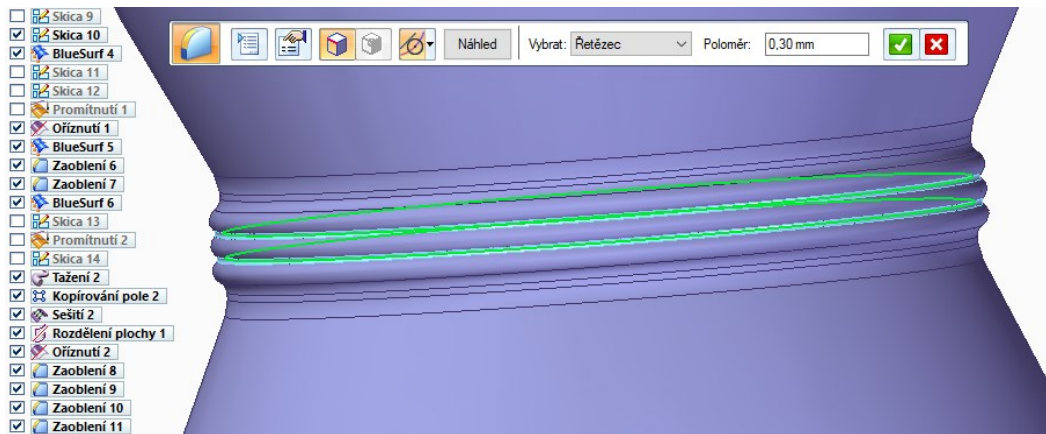 Skica 9
Skica 10
BlueSurf 4
Skica 11
Skica 12
Promítnutí 1
Oříznutí 1
BlueSurf 5
Zaoblení 6
Zaoblení 7
BlueSurf 6
Skica 13
Promítnutí 2
Skica 14
Tažení 2
Kopírování pole 2
Sešití 2
Rozdělení plochy 1
Oříznutí 2
Zaoblení 8
Zaoblení 9
Zaoblení 10
Zaoblení 11
Náhled Vybrat: Řetězec Poloměr: 0,30 mm